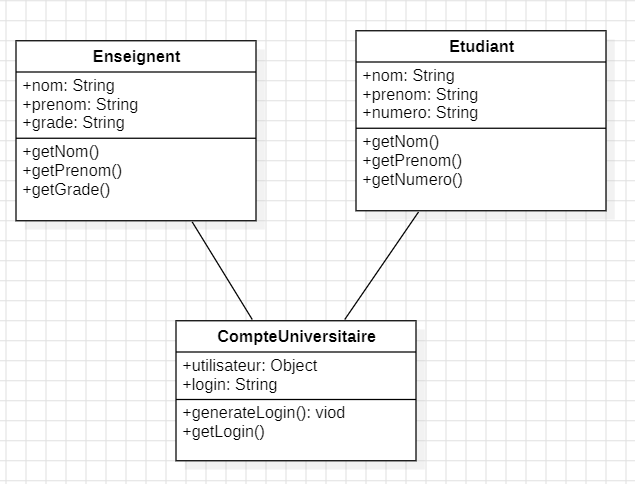 Enseignent
+nom: String
+prenom: String
+grade: String
+getNom()
+getPrenom()
+getGrade()
Etudiant
+nom: String
+prenom: String
+numero: String
+getNom()
+getPrenom()
+getNumero()
CompteUniversitaire
+utilisateur: Object
+login: String
+generateLogin(): viod
+getLogin()